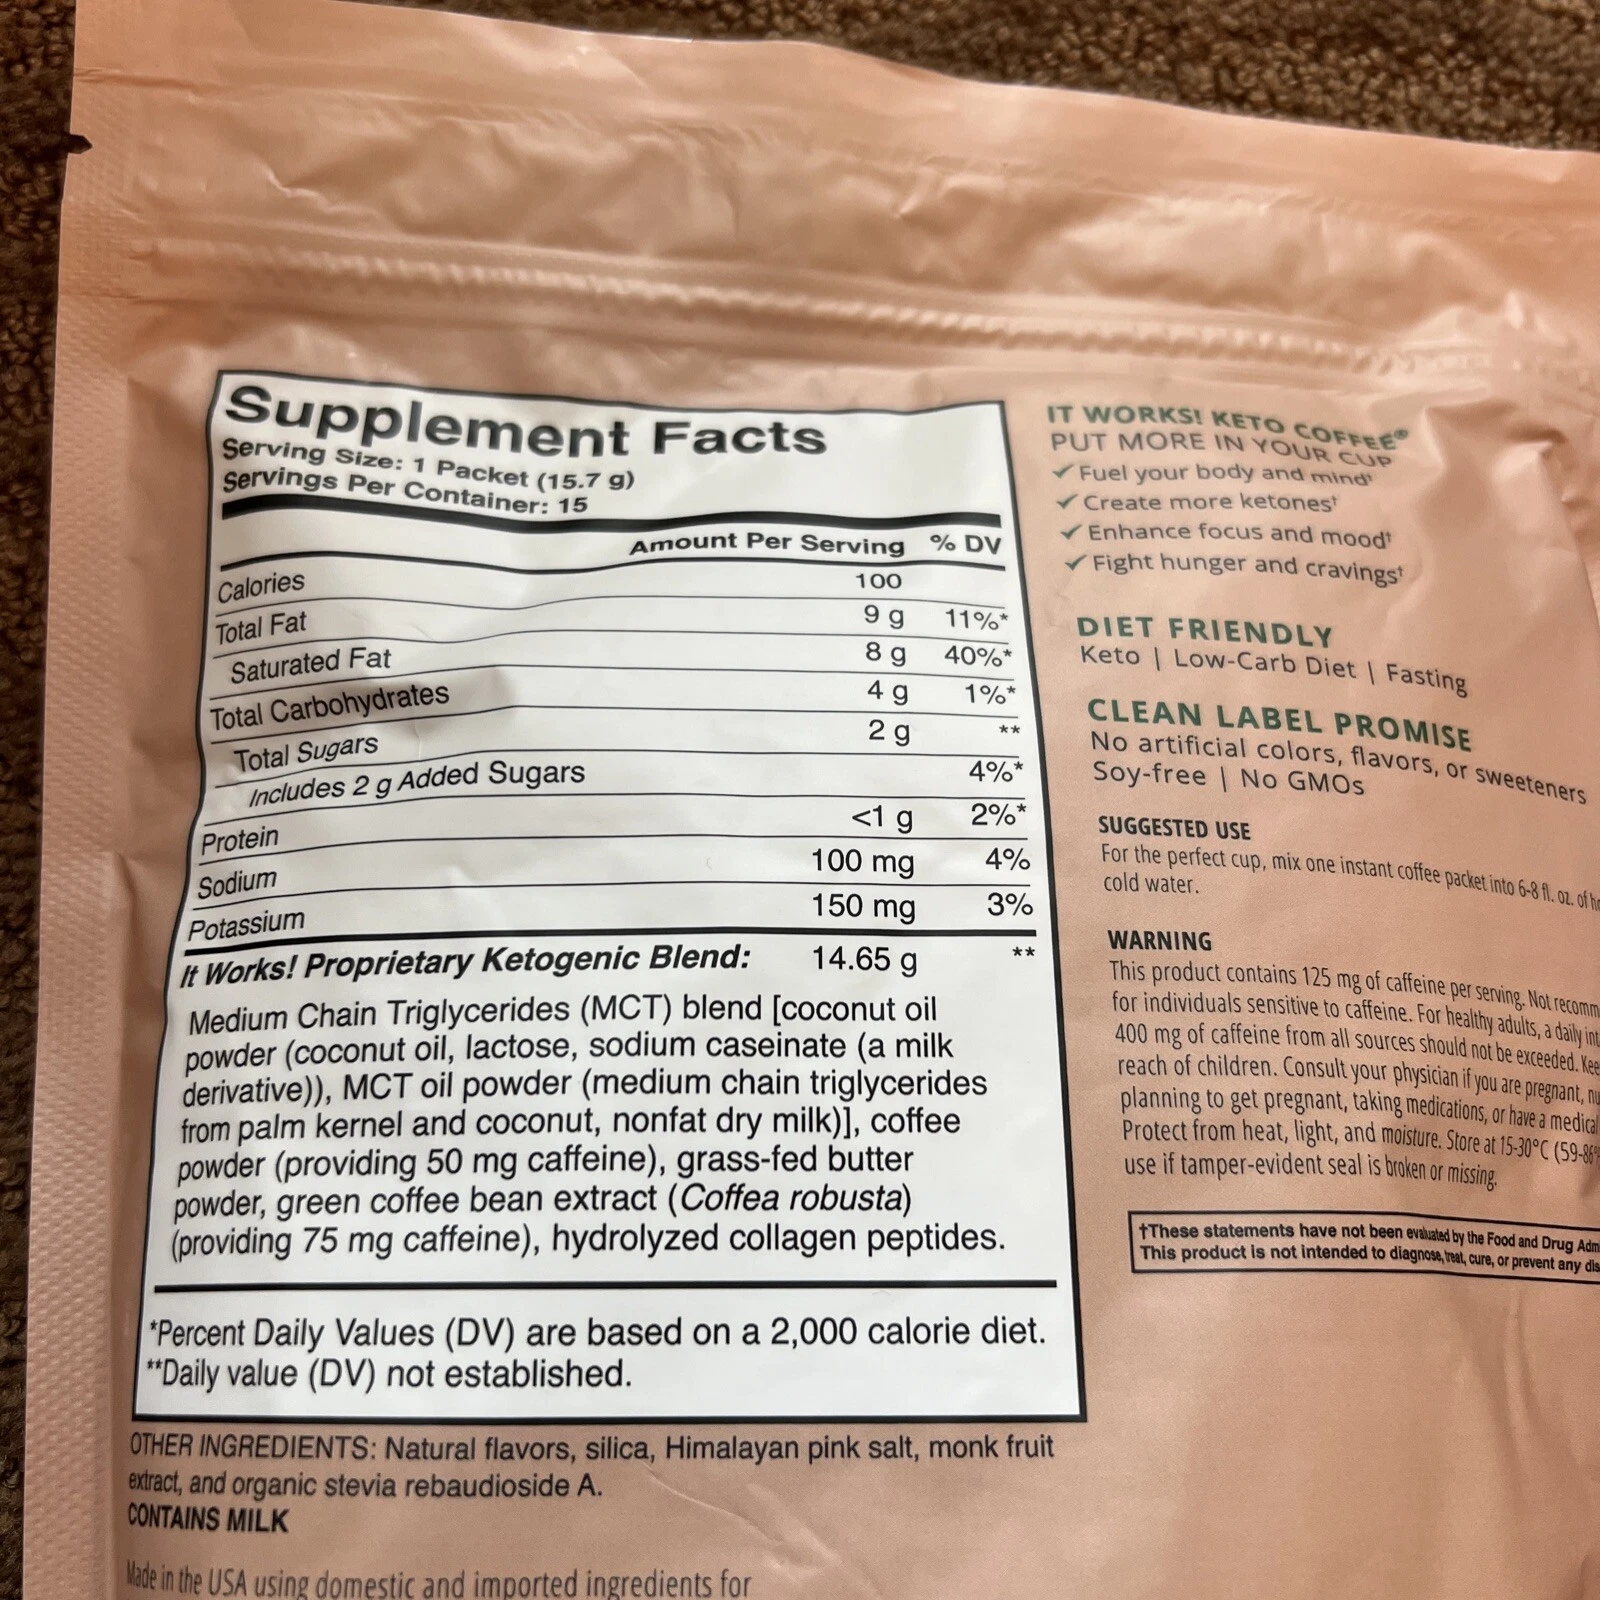 Supplement Facts
Serving Size: 1 Packet (15.7 g)
Servings Per Container: 15
Amount Per Serving % DV
Calories 100
Total Fat 9 g 11%*
Saturated Fat 8 g 40%*
Total Carbohydrates 4 g 1%*
Total Sugars 2 g **
Includes 2 g Added Sugars 4%*
Protein <1 g 2%*
Sodium 100 mg 4%
Potassium 150 mg 3%
It Works! Proprietary Ketogenic Blend: 14.65 g **
Medium Chain Triglycerides (MCT) blend [coconut oil
powder (coconut oil, lactose, sodium caseinate (a milk
derivative)), MCT oil powder (medium chain triglycerides
from palm kernel and coconut, nonfat dry milk)], coffee
powder (providing 50 mg caffeine), grass-fed butter
powder, green coffee bean extract (Coffea robusta)
(providing 75 mg caffeine), hydrolyzed collagen peptides.
*Percent Daily Values (DV) are based on a 2,000 calorie diet.
**Daily value (DV) not established.
OTHER INGREDIENTS: Natural flavors, silica, Himalayan pink salt, monk fruit
extract, and organic stevia rebaudioside A.
CONTAINS MILK
Made in the USA using domestic and imported ingredients for
IT WORKS! KETO COFFEE®
PUT MORE IN YOUR CUP
✓ Fuel your body and mind†
✓ Create more ketones†
✓ Enhance focus and mood†
✓ Fight hunger and cravings†
DIET FRIENDLY
Keto | Low-Carb Diet | Fasting
CLEAN LABEL PROMISE
No artificial colors, flavors, or sweeteners
Soy-free | No GMOs
SUGGESTED USE
For the perfect cup, mix one instant coffee packet into 6-8 fl. oz. of
cold water.
WARNING
This product contains 125 mg of caffeine per serving. Not
for individuals sensitive to caffeine. For healthy adults, a daily
400 mg of caffeine from all sources should not be exceeded.
reach of children. Consult your physician if you are pregnant,
planning to get pregnant, taking medications, or have a medical
Protect from heat, light, and moisture. Store at 15-30°C (59-86°
use if tamper-evident seal is broken or missing.
†These statements have not been evaluated by the Food and Drug
This product is not intended to diagnose, treat, cure, or prevent any